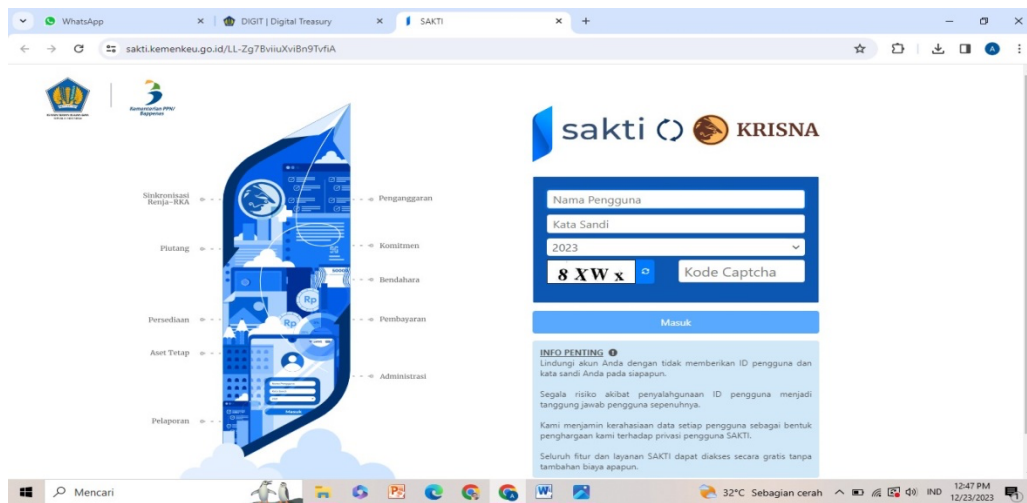 WhatsApp
DIGIT | Digital Treasury
SAKTI
sakti.kemenkeu.go.id/LL-Zg7BviiuXviBn9TvfiA
A
Kementerian PPN/
Bappenas
sakti KRISNA
Sinkronisasi
Renja-RKA
Piutang
Persediaan
Aset Tetap
Pelaporan
Penganggaran
Komitmen
Bendahara
Pembayaran
Administrasi
Rp
Rp
Masuk
Nama Pengguna
Kata Sandi
2023
8 X W x
Kode Captcha
Masuk
INFO PENTING
Lindungi akun Anda dengan tidak memberikan ID pengguna dan
kata sandi Anda pada siapapun.
Segala risiko akibat penyalahgunaan ID pengguna menjadi
tanggung jawab pengguna sepenuhnya.
Kami menjamin kerahasiaan data setiap pengguna sebagai bentuk
penghargaan kami terhadap privasi pengguna SAKTI.
Seluruh fitur dan layanan SAKTI dapat diakses secara gratis tanpa
tambahan biaya apapun.
Mencari
32°C Sebagian cerah
IND
12:47 PM
12/23/2023